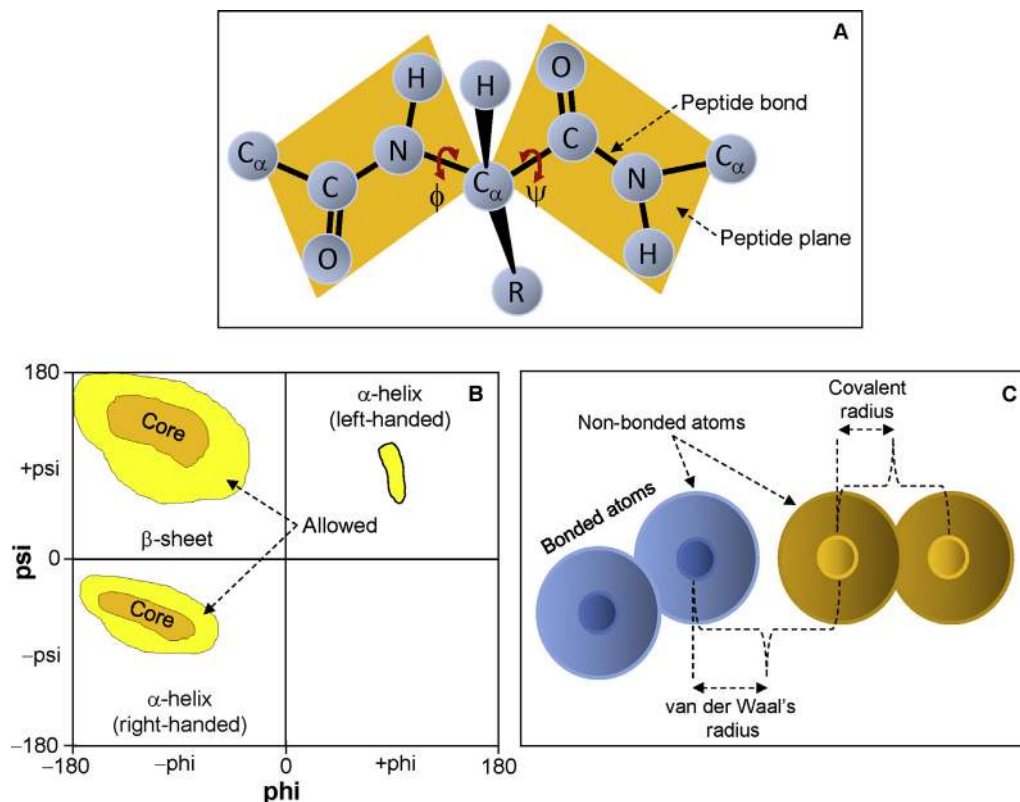 A
H
H
O
Peptide bond
Cα
N
C
Cα
C
Cα
N
ϕ
ψ
Peptide plane
O
H
R
180
B
α-helix
(left-handed)
Core
+psi
Allowed
β-sheet
psi
0
Core
−psi
α-helix
(right-handed)
−180
−180
−phi
0
+phi
180
phi
C
Covalent
radius
Non-bonded atoms
Bonded atoms
van der Waal's
radius